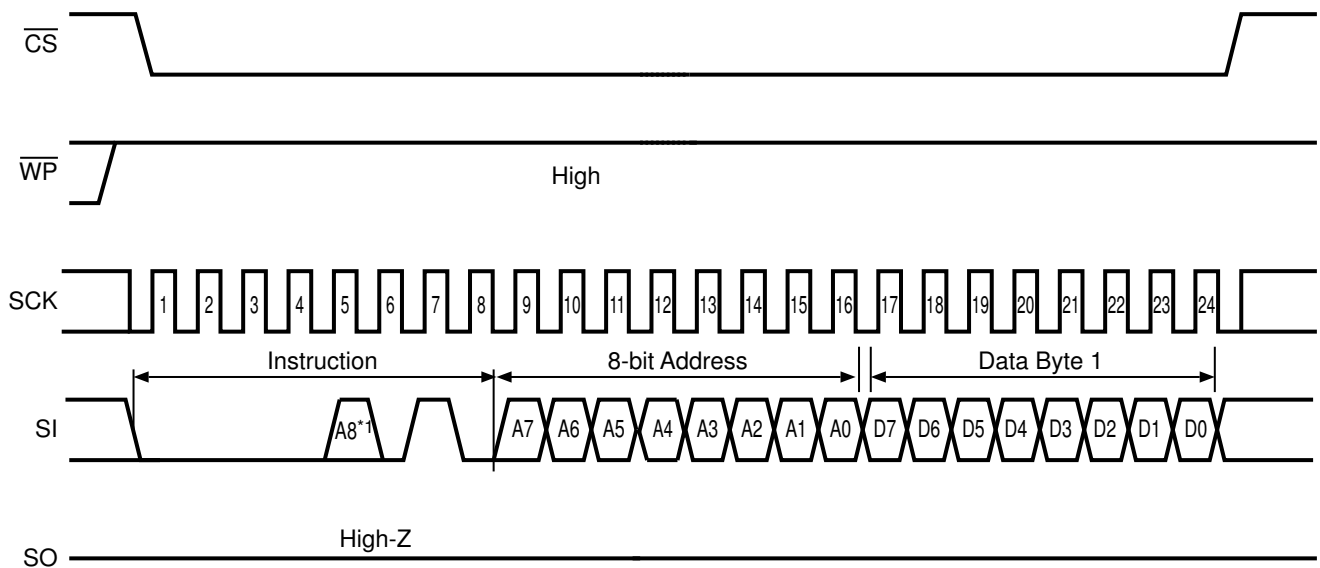 CS
WP
High
SCK
1 2 3 4 5 6 7 8 9 10 11 12 13 14 15 16 17 18 19 20 21 22 23 24
Instruction 8-bit Address Data Byte 1
SI
A8*1 A7 A6 A5 A4 A3 A2 A1 A0 D7 D6 D5 D4 D3 D2 D1 D0
High-Z
SO